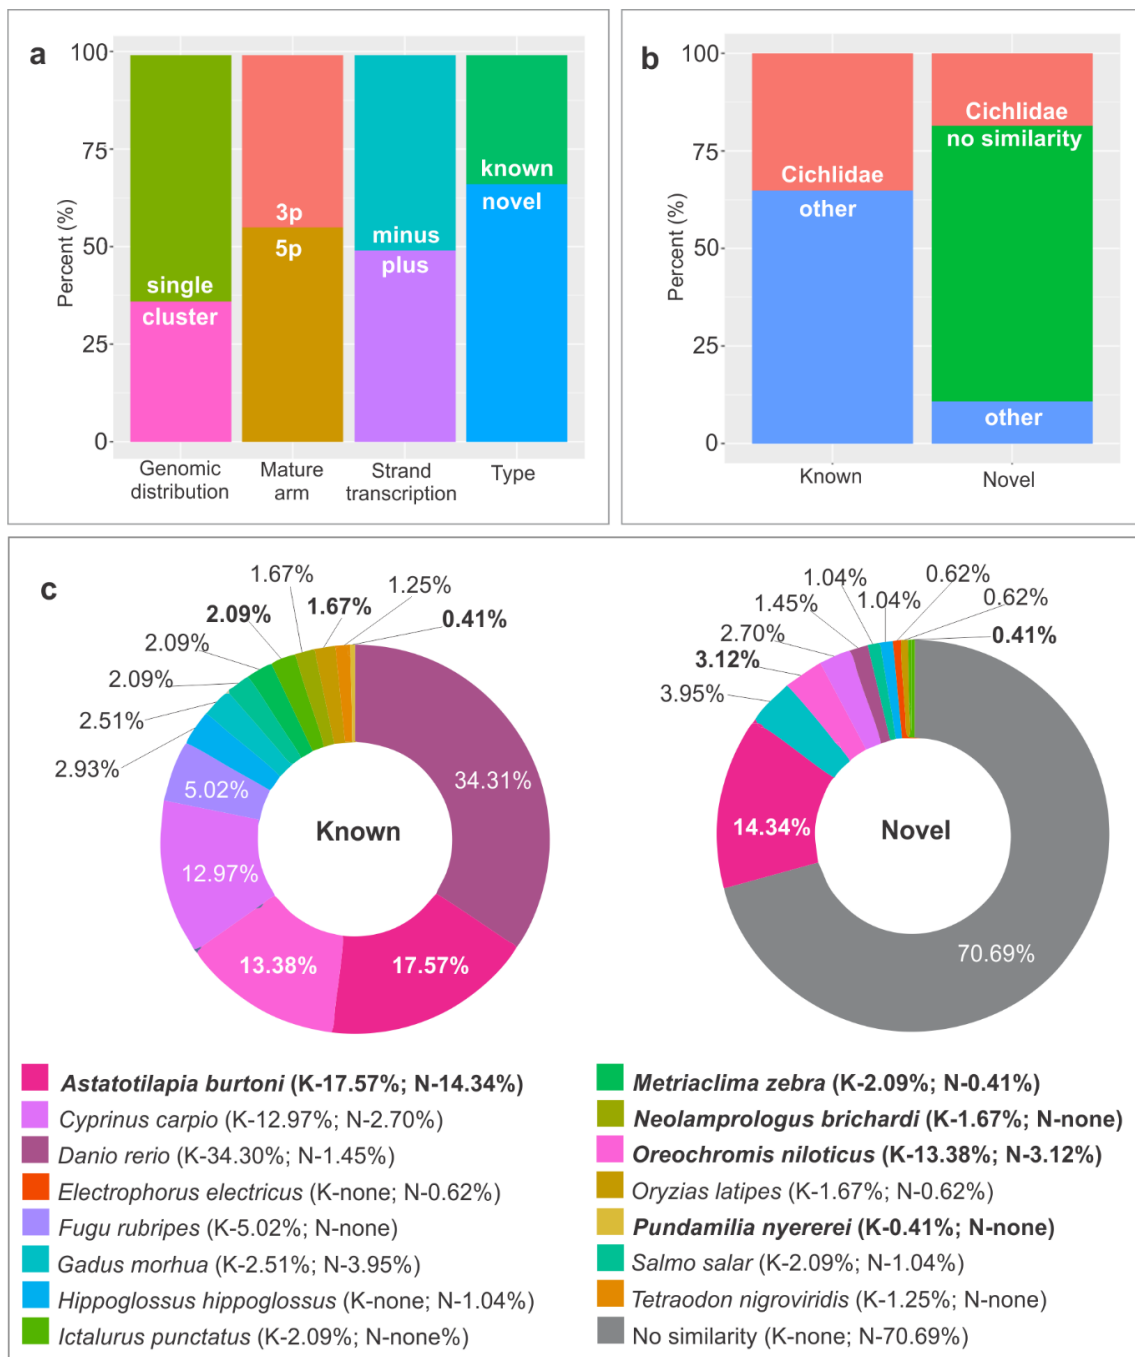 a
100
75
50
25
0
Percent (%)
single
cluster
3p
5p
minus
plus
known
novel
Genomic
distribution
Mature
arm
Strand
transcription
Type
b
100
75
50
25
0
Percent (%)
Cichlidae
other
Cichlidae
no similarity
other
Known
Novel
c
1.67%
1.25%
2.09%
1.67%
0.41%
2.09%
2.09%
2.51%
2.93%
5.02%
34.31%
Known
12.97%
13.38%
17.57%
1.04%
0.62%
1.45%
1.04%
0.62%
2.70%
0.41%
3.12%
3.95%
14.34%
Novel
70.69%
Astatotilapia burtoni (K-17.57%; N-14.34%)
Cyprinus carpio (K-12.97%; N-2.70%)
Danio rerio (K-34.30%; N-1.45%)
Electrophorus electricus (K-none; N-0.62%)
Fugu rubripes (K-5.02%; N-none)
Gadus morhua (K-2.51%; N-3.95%)
Hippoglossus hippoglossus (K-none; N-1.04%)
Ictalurus punctatus (K-2.09%; N-none%)
Metriaclima zebra (K-2.09%; N-0.41%)
Neolamprologus brichardi (K-1.67%; N-none)
Oreochromis niloticus (K-13.38%; N-3.12%)
Oryzias latipes (K-1.67%; N-0.62%)
Pundamilia nyererei (K-0.41%; N-none)
Salmo salar (K-2.09%; N-1.04%)
Tetraodon nigroviridis (K-1.25%; N-none)
No similarity (K-none; N-70.69%)